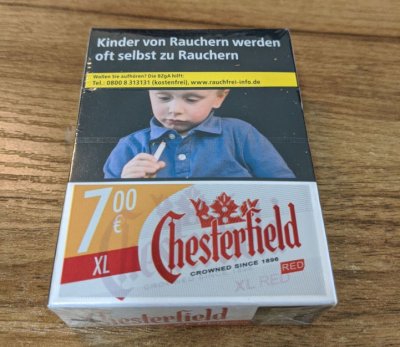 Kinder von Rauchern werden
oft selbst zu Rauchern
Wollen Sie aufhören? Die BZgA hilft:
Tel.: 0800 8 313131 (kostenfrei), www.rauchfrei-info.de
7 00
€
XL
Chesterfield
CROWNED SINCE 1896
RED
XL RED
Chesterfield